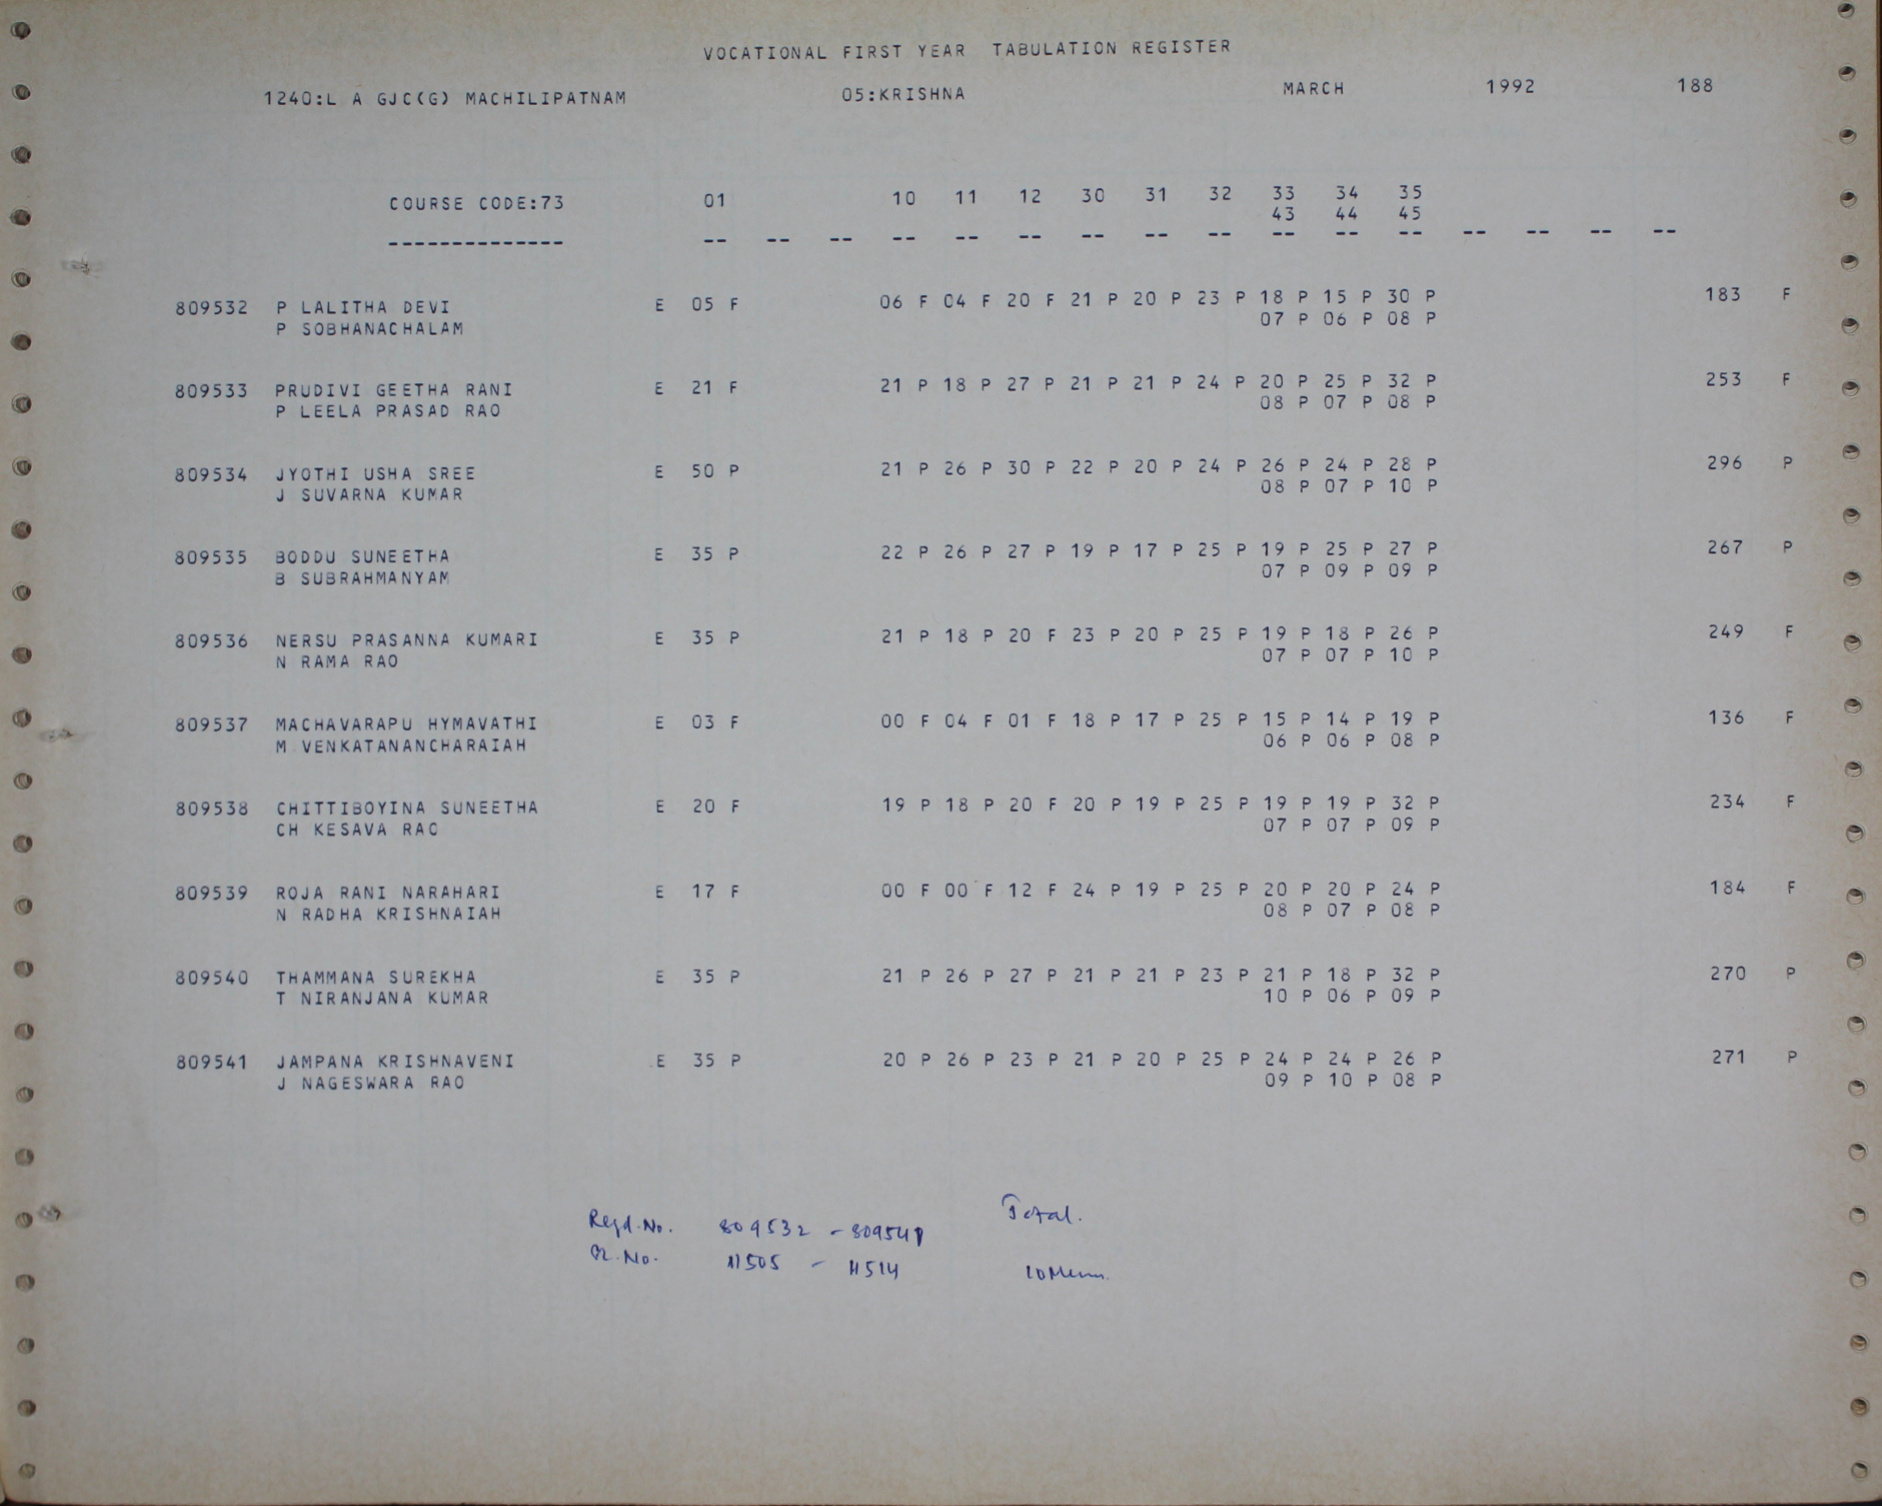 VOCATIONAL FIRST YEAR TABULATION REGISTER
1240:L A GJC(G) MACHILIPATNAM 05:KRISHNA MARCH 1992 188
COURSE CODE:73 01 10 11 12 30 31 32 33 34 35
43 44 45
-------------- -- -- -- -- -- -- -- -- -- -- -- -- -- -- -- --
809532 P LALITHA DEVI E 05 F 06 F 04 F 20 F 21 P 20 P 23 P 18 P 15 P 30 P 183 F
P SOBHANACHALAM 07 P 06 P 08 P
809533 PRUDIVI GEETHA RANI E 21 F 21 P 18 P 27 P 21 P 21 P 24 P 20 P 25 P 32 P 253 F
P LEELA PRASAD RAO 08 P 07 P 08 P
809534 JYOTHI USHA SREE E 50 P 21 P 26 P 30 P 22 P 20 P 24 P 26 P 24 P 28 P 296 P
J SUVARNA KUMAR 08 P 07 P 10 P
809535 BODDU SUNEETHA E 35 P 22 P 26 P 27 P 19 P 17 P 25 P 19 P 25 P 27 P 267 P
B SUBRAHMANYAM 07 P 09 P 09 P
809536 NERSU PRASANNA KUMARI E 35 P 21 P 18 P 20 F 23 P 20 P 25 P 19 P 18 P 26 P 249 F
N RAMA RAO 07 P 07 P 10 P
809537 MACHAVARAPU HYMAVATHI E 03 F 00 F 04 F 01 F 18 P 17 P 25 P 15 P 14 P 19 P 136 F
M VENKATANANCHARAIAH 06 P 06 P 08 P
809538 CHITTIBOYINA SUNEETHA E 20 F 19 P 18 P 20 F 20 P 19 P 25 P 19 P 19 P 32 P 234 F
CH KESAVA RAO 07 P 07 P 09 P
809539 ROJA RANI NARAHARI E 17 F 00 F 00 F 12 F 24 P 19 P 25 P 20 P 20 P 24 P 184 F
N RADHA KRISHNAIAH 08 P 07 P 08 P
809540 THAMMANA SUREKHA E 35 P 21 P 26 P 27 P 21 P 21 P 23 P 21 P 18 P 32 P 270 P
T NIRANJANA KUMAR 10 P 06 P 09 P
809541 JAMPANA KRISHNAVENI E 35 P 20 P 26 P 23 P 21 P 20 P 25 P 24 P 24 P 26 P 271 P
J NAGESWARA RAO 09 P 10 P 08 P
Regd.No. 809532 - 809541 Total.
No. 11505 - 11514 10